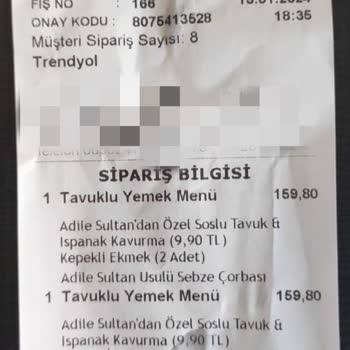 FİŞ NO : 166
ONAY KODU : 8075413528 18:35
Müşteri Sipariş Sayısı: 8
Trendyol
SİPARİŞ BİLGİSİ
1 Tavuklu Yemek Menü 159,80
Adile Sultan'dan Özel Soslu Tavuk &
Ispanak Kavurma (9,90 TL)
Kepekli Ekmek (2 Adet)
Adile Sultan Usulü Sebze Çorbası
1 Tavuklu Yemek Menü 159,80
Adile Sultan'dan Özel Soslu Tavuk &
Ispanak Kavurma (9,90 TL)